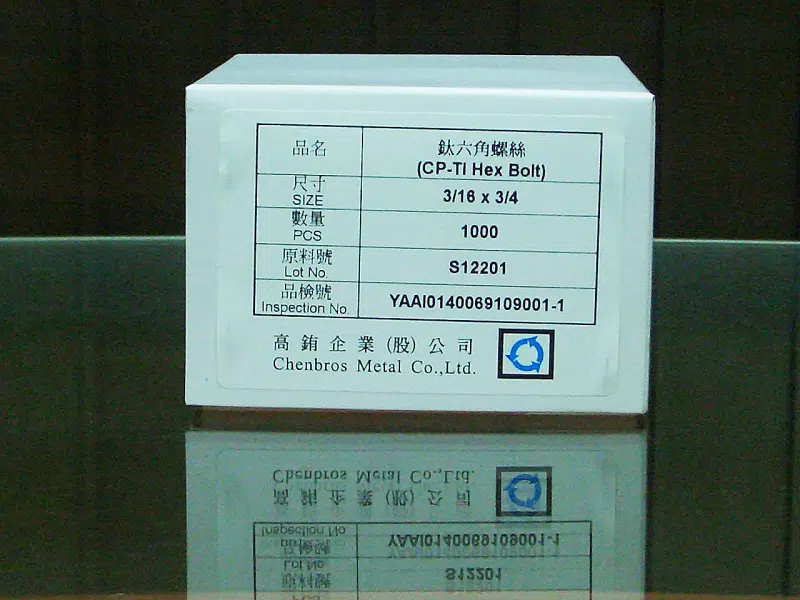 品名
鈦六角螺絲
(CP-TI Hex Bolt)
尺寸
SIZE
3/16 x 3/4
數量
PCS
1000
原料號
Lot No.
S12201
品檢號
Inspection No.
YAAI0140069109001-1
高銪企業(股)公司
Chenbros Metal Co.,Ltd.